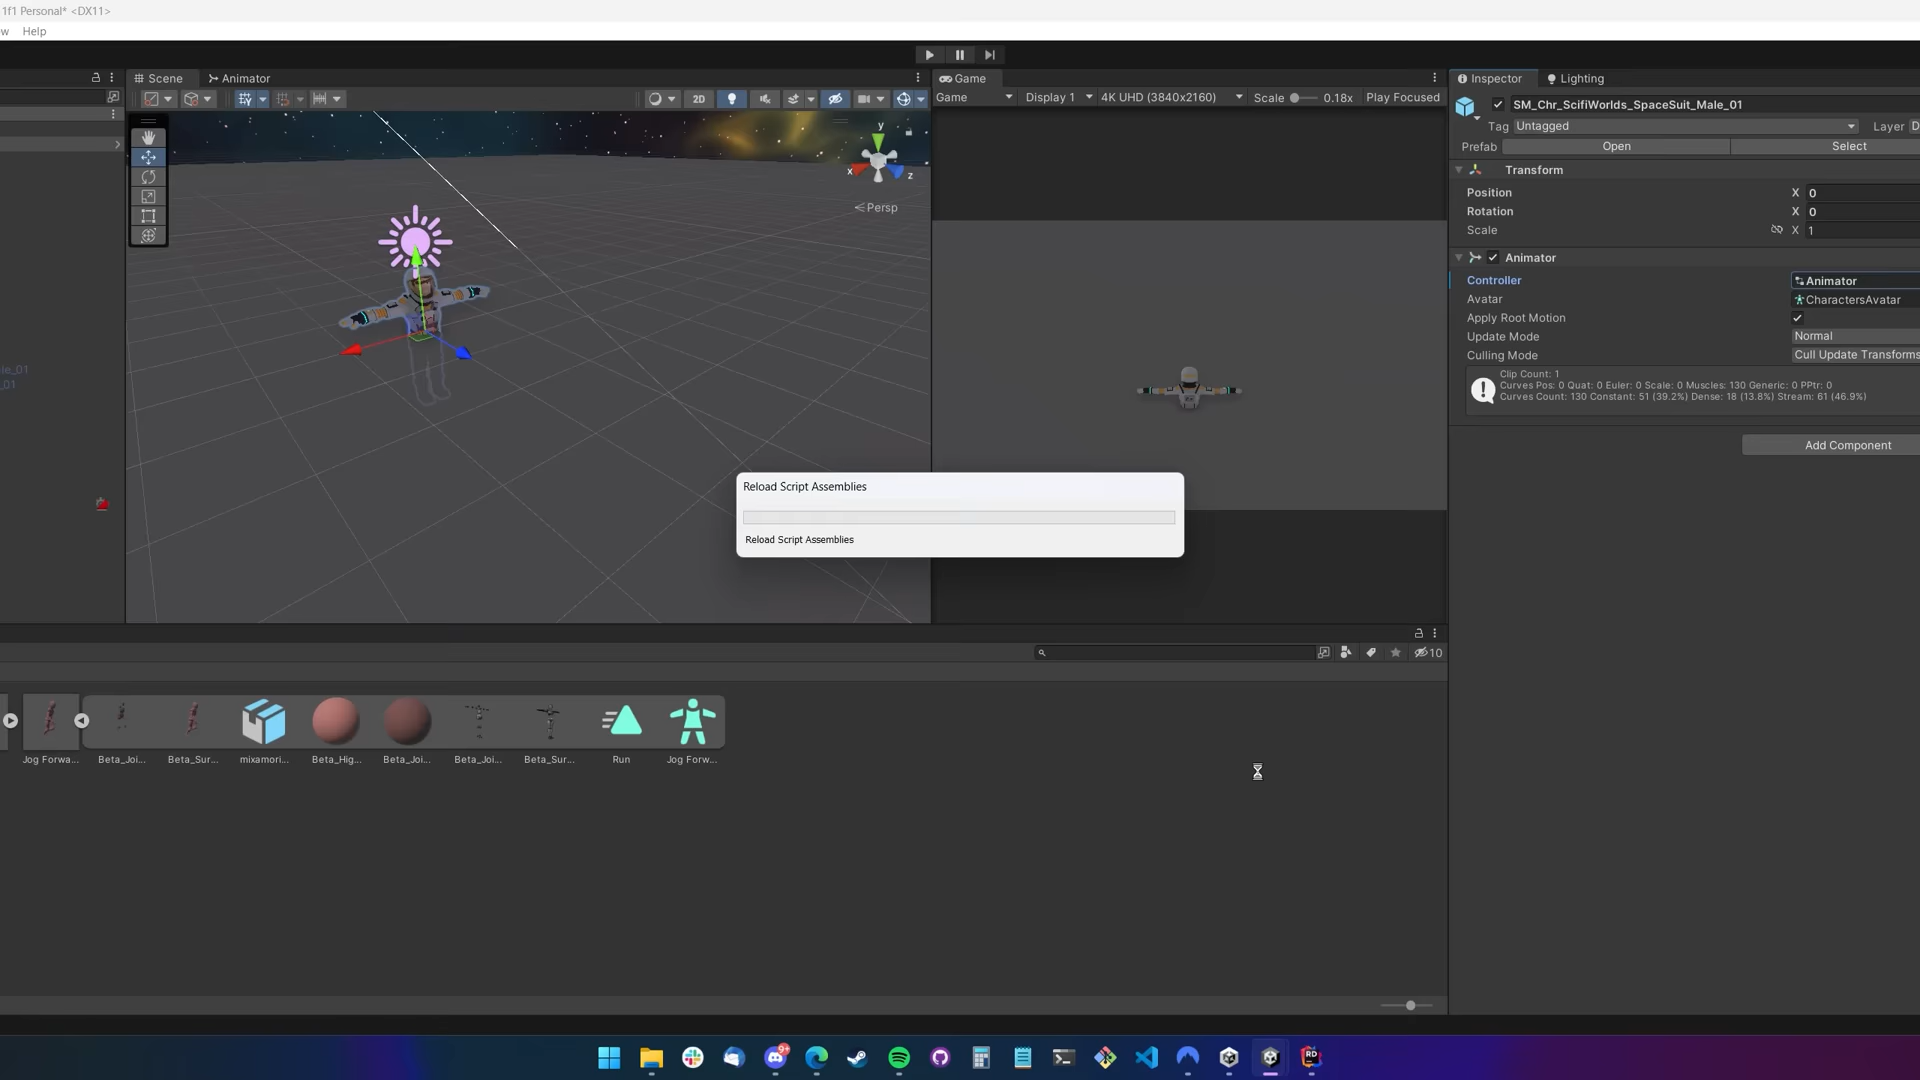 1f1 Personal* <DX11>
w Help
Scene Animator
2D
Game
Game Display 1 4K UHD (3840x2160) Scale 0.18x Play Focused
y
x
z
Persp
Inspector Lighting
SM_Chr_ScifiWorlds_SpaceSuit_Male_01
Tag Untagged Layer D
Prefab Open Select
Transform
Position X 0
Rotation X 0
Scale X 1
Animator
Controller Animator
Avatar CharactersAvatar
Apply Root Motion
Update Mode Normal
Culling Mode Cull Update Transforms
Clip Count: 1
Curves Pos: 0 Quat: 0 Euler: 0 Scale: 0 Muscles: 130 Generic: 0 PPtr: 0
Curves Count: 130 Constant: 51 (39.2%) Dense: 18 (13.8%) Stream: 61 (46.9%)
Add Component
le_01
_01
Reload Script Assemblies
Reload Script Assemblies
10
Jog Forwa... Beta_Joi... Beta_Sur... mixamori... Beta_Hig... Beta_Joi... Beta_Joi... Beta_Sur... Run Jog Forw...
9+
RD